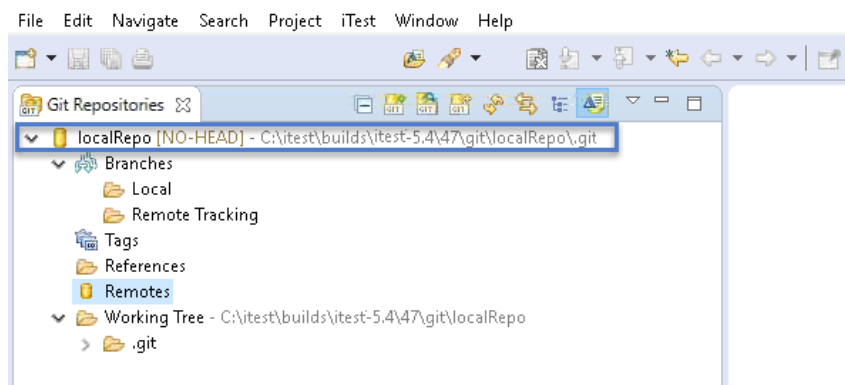 File Edit Navigate Search Project iTest Window Help
Git Repositories
localRepo [NO-HEAD] - C:\itest\builds\itest-5.4\47\git\localRepo\.git
Branches
Local
Remote Tracking
Tags
References
Remotes
Working Tree - C:\itest\builds\itest-5.4\47\git\localRepo
.git